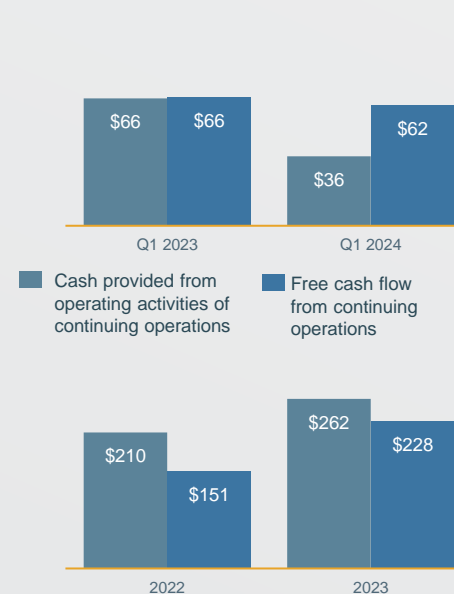 $66
$66
$36
$62
Q1 2023
Q1 2024
Cash provided from
operating activities of
continuing operations
Free cash flow
from continuing
operations
$210
$151
$262
$228
2022
2023